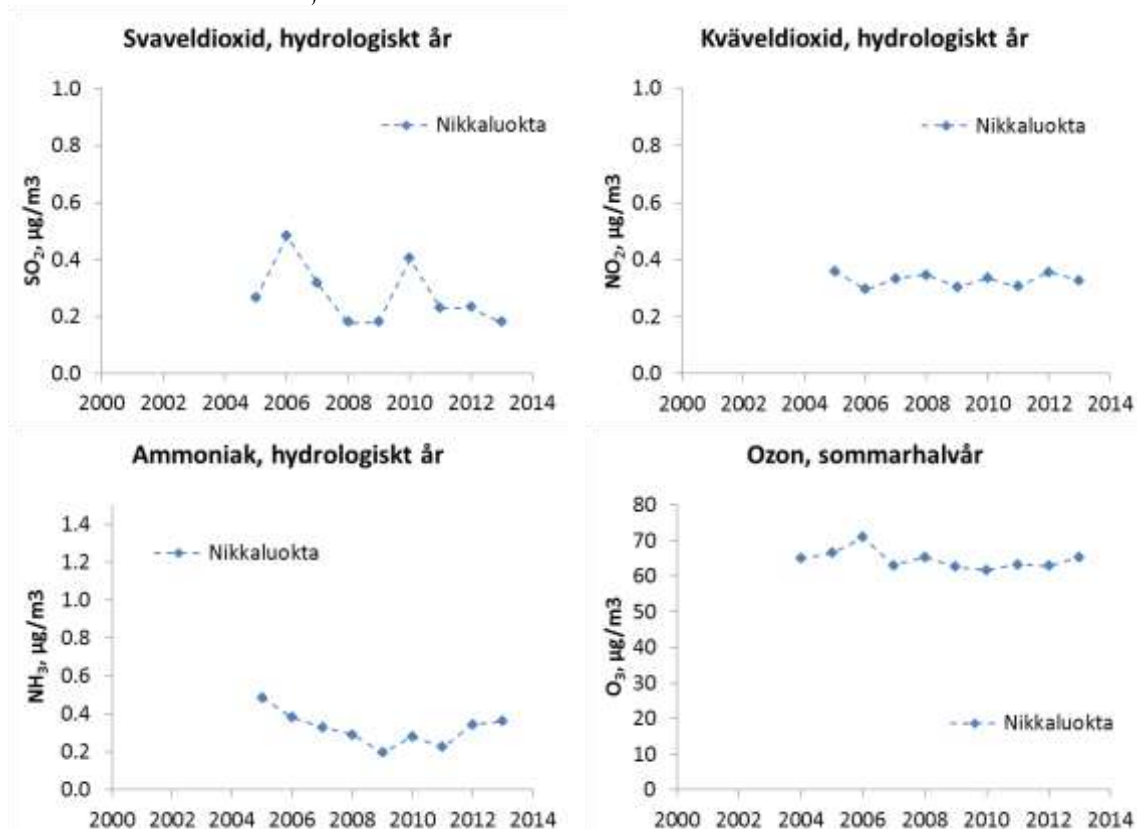 Svaveldioxid, hydrologiskt år
1.0
0.8
0.6
0.4
0.2
0.0
SO₂, µg/m3
Nikkaluokta
2000 2002 2004 2006 2008 2010 2012 2014
Kväveldioxid, hydrologiskt år
1.0
0.8
0.6
0.4
0.2
0.0
NO₂, µg/m3
Nikkaluokta
2000 2002 2004 2006 2008 2010 2012 2014
Ammoniak, hydrologiskt år
1.4
1.2
1.0
0.8
0.6
0.4
0.2
0.0
NH₃, µg/m3
Nikkaluokta
2000 2002 2004 2006 2008 2010 2012 2014
Ozon, sommarhalvår
80
70
60
50
40
30
20
10
0
O₃, µg/m3
Nikkaluokta
2000 2002 2004 2006 2008 2010 2012 2014